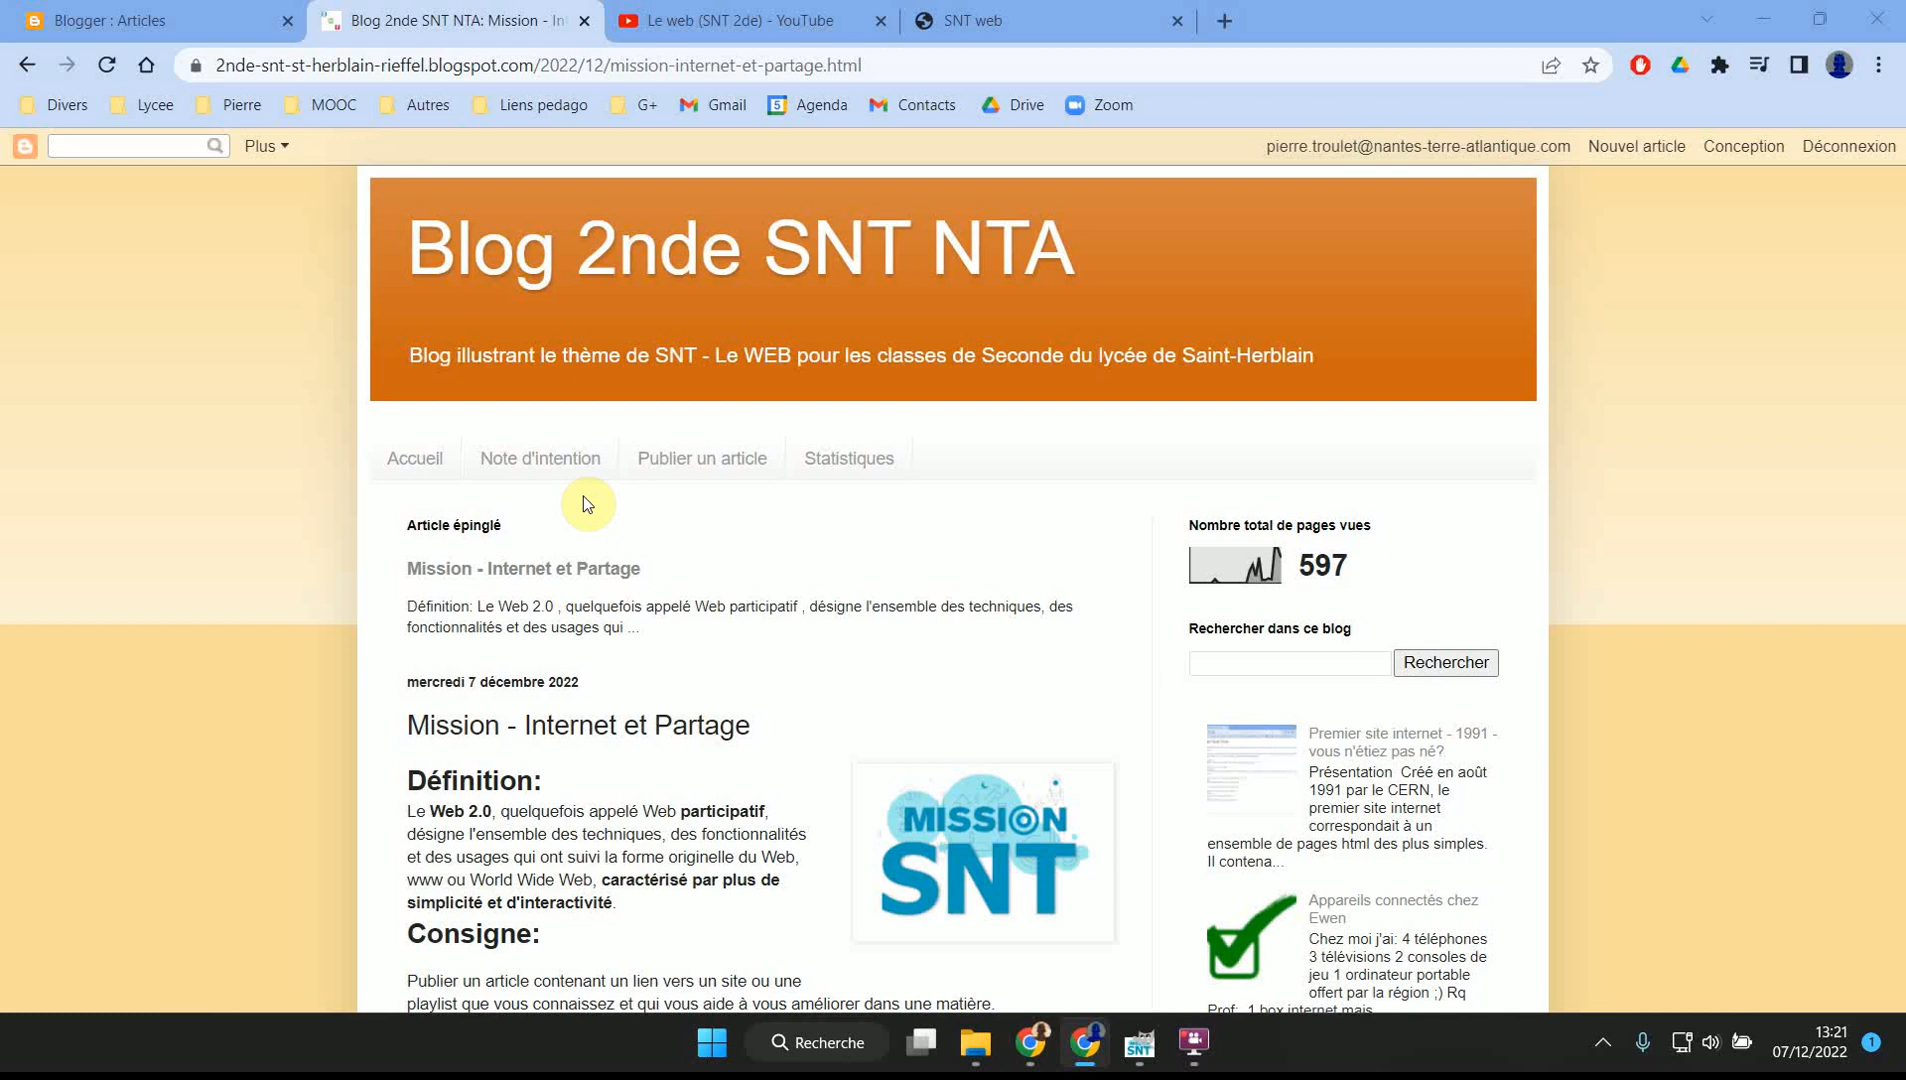 Blogger : Articles
Blog 2nde SNT NTA: Mission - In
Le web (SNT 2de) - YouTube
SNT web
2nde-snt-st-herblain-rieffel.blogspot.com/2022/12/mission-internet-et-partage.html
Divers
Lycee
Pierre
MOOC
Autres
Liens pedago
G+
Gmail
Agenda
Contacts
Drive
Zoom
Plus
pierre.troulet@nantes-terre-atlantique.com
Nouvel article
Conception
Déconnexion
Blog 2nde SNT NTA
Blog illustrant le thème de SNT - Le WEB pour les classes de Seconde du lycée de Saint-Herblain
Accueil
Note d'intention
Publier un article
Statistiques
Article épinglé
Mission - Internet et Partage
Définition: Le Web 2.0 , quelquefois appelé Web participatif , désigne l'ensemble des techniques, des
fonctionnalités et des usages qui ...
mercredi 7 décembre 2022
Mission - Internet et Partage
Définition:
Le Web 2.0, quelquefois appelé Web participatif,
désigne l'ensemble des techniques, des fonctionnalités
et des usages qui ont suivi la forme originelle du Web,
www ou World Wide Web, caractérisé par plus de
simplicité et d'interactivité.
MISSION
SNT
Consigne:
Publier un article contenant un lien vers un site ou une
playlist que vous connaissez et qui vous aide à vous améliorer dans une matière.
Nombre total de pages vues
597
Rechercher dans ce blog
Rechercher
Premier site internet - 1991 -
vous n'étiez pas né?
Présentation Créé en août
1991 par le CERN, le
premier site internet
correspondait à un
ensemble de pages html des plus simples.
Il contena...
Appareils connectés chez
Ewen
Chez moi j'ai: 4 téléphones
3 télévisions 2 consoles de
jeu 1 ordinateur portable
offert par la région ;) Rq
Prof: 1 box internet mais
Recherche
SNT
13:21
07/12/2022
1